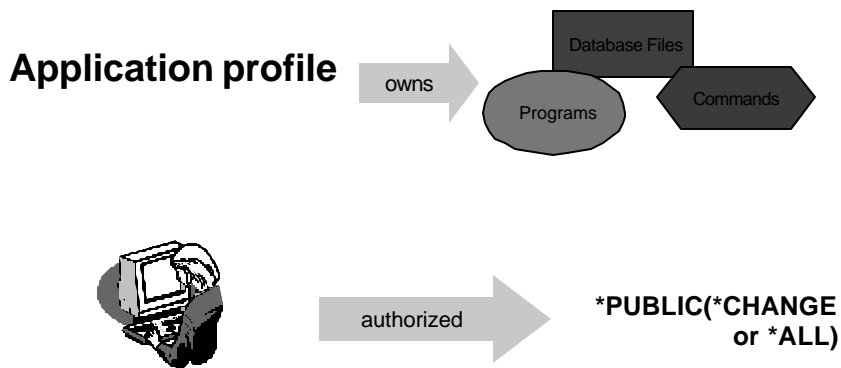 Application profile
owns
Database Files
Programs
Commands
authorized
*PUBLIC(*CHANGE
or *ALL)